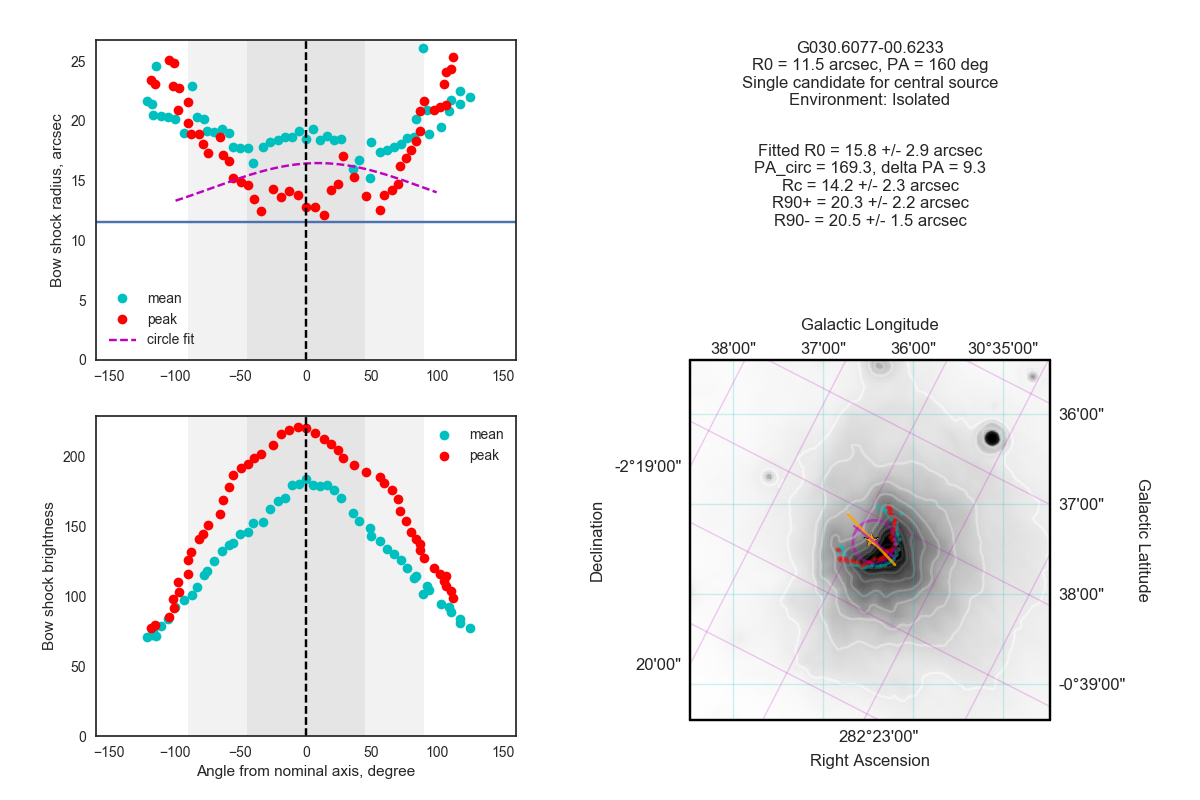 25
20
15
10
5
0
Bow shock radius, arcsec
mean
peak
circle fit
−150
−100
−50
0
50
100
150
G030.6077-00.6233
R0 = 11.5 arcsec, PA = 160 deg
Single candidate for central source
Environment: Isolated
Fitted R0 = 15.8 +/- 2.9 arcsec
PA_circ = 169.3, delta PA = 9.3
Rc = 14.2 +/- 2.3 arcsec
R90+ = 20.3 +/- 2.2 arcsec
R90- = 20.5 +/- 1.5 arcsec
200
150
100
50
0
Bow shock brightness
mean
peak
−150
−100
−50
0
50
100
150
Angle from nominal axis, degree
Galactic Longitude
38'00"
37'00"
36'00"
30°35'00"
-2°19'00"
20'00"
Declination
36'00"
37'00"
38'00"
-0°39'00"
Galactic Latitude
282°23'00"
Right Ascension